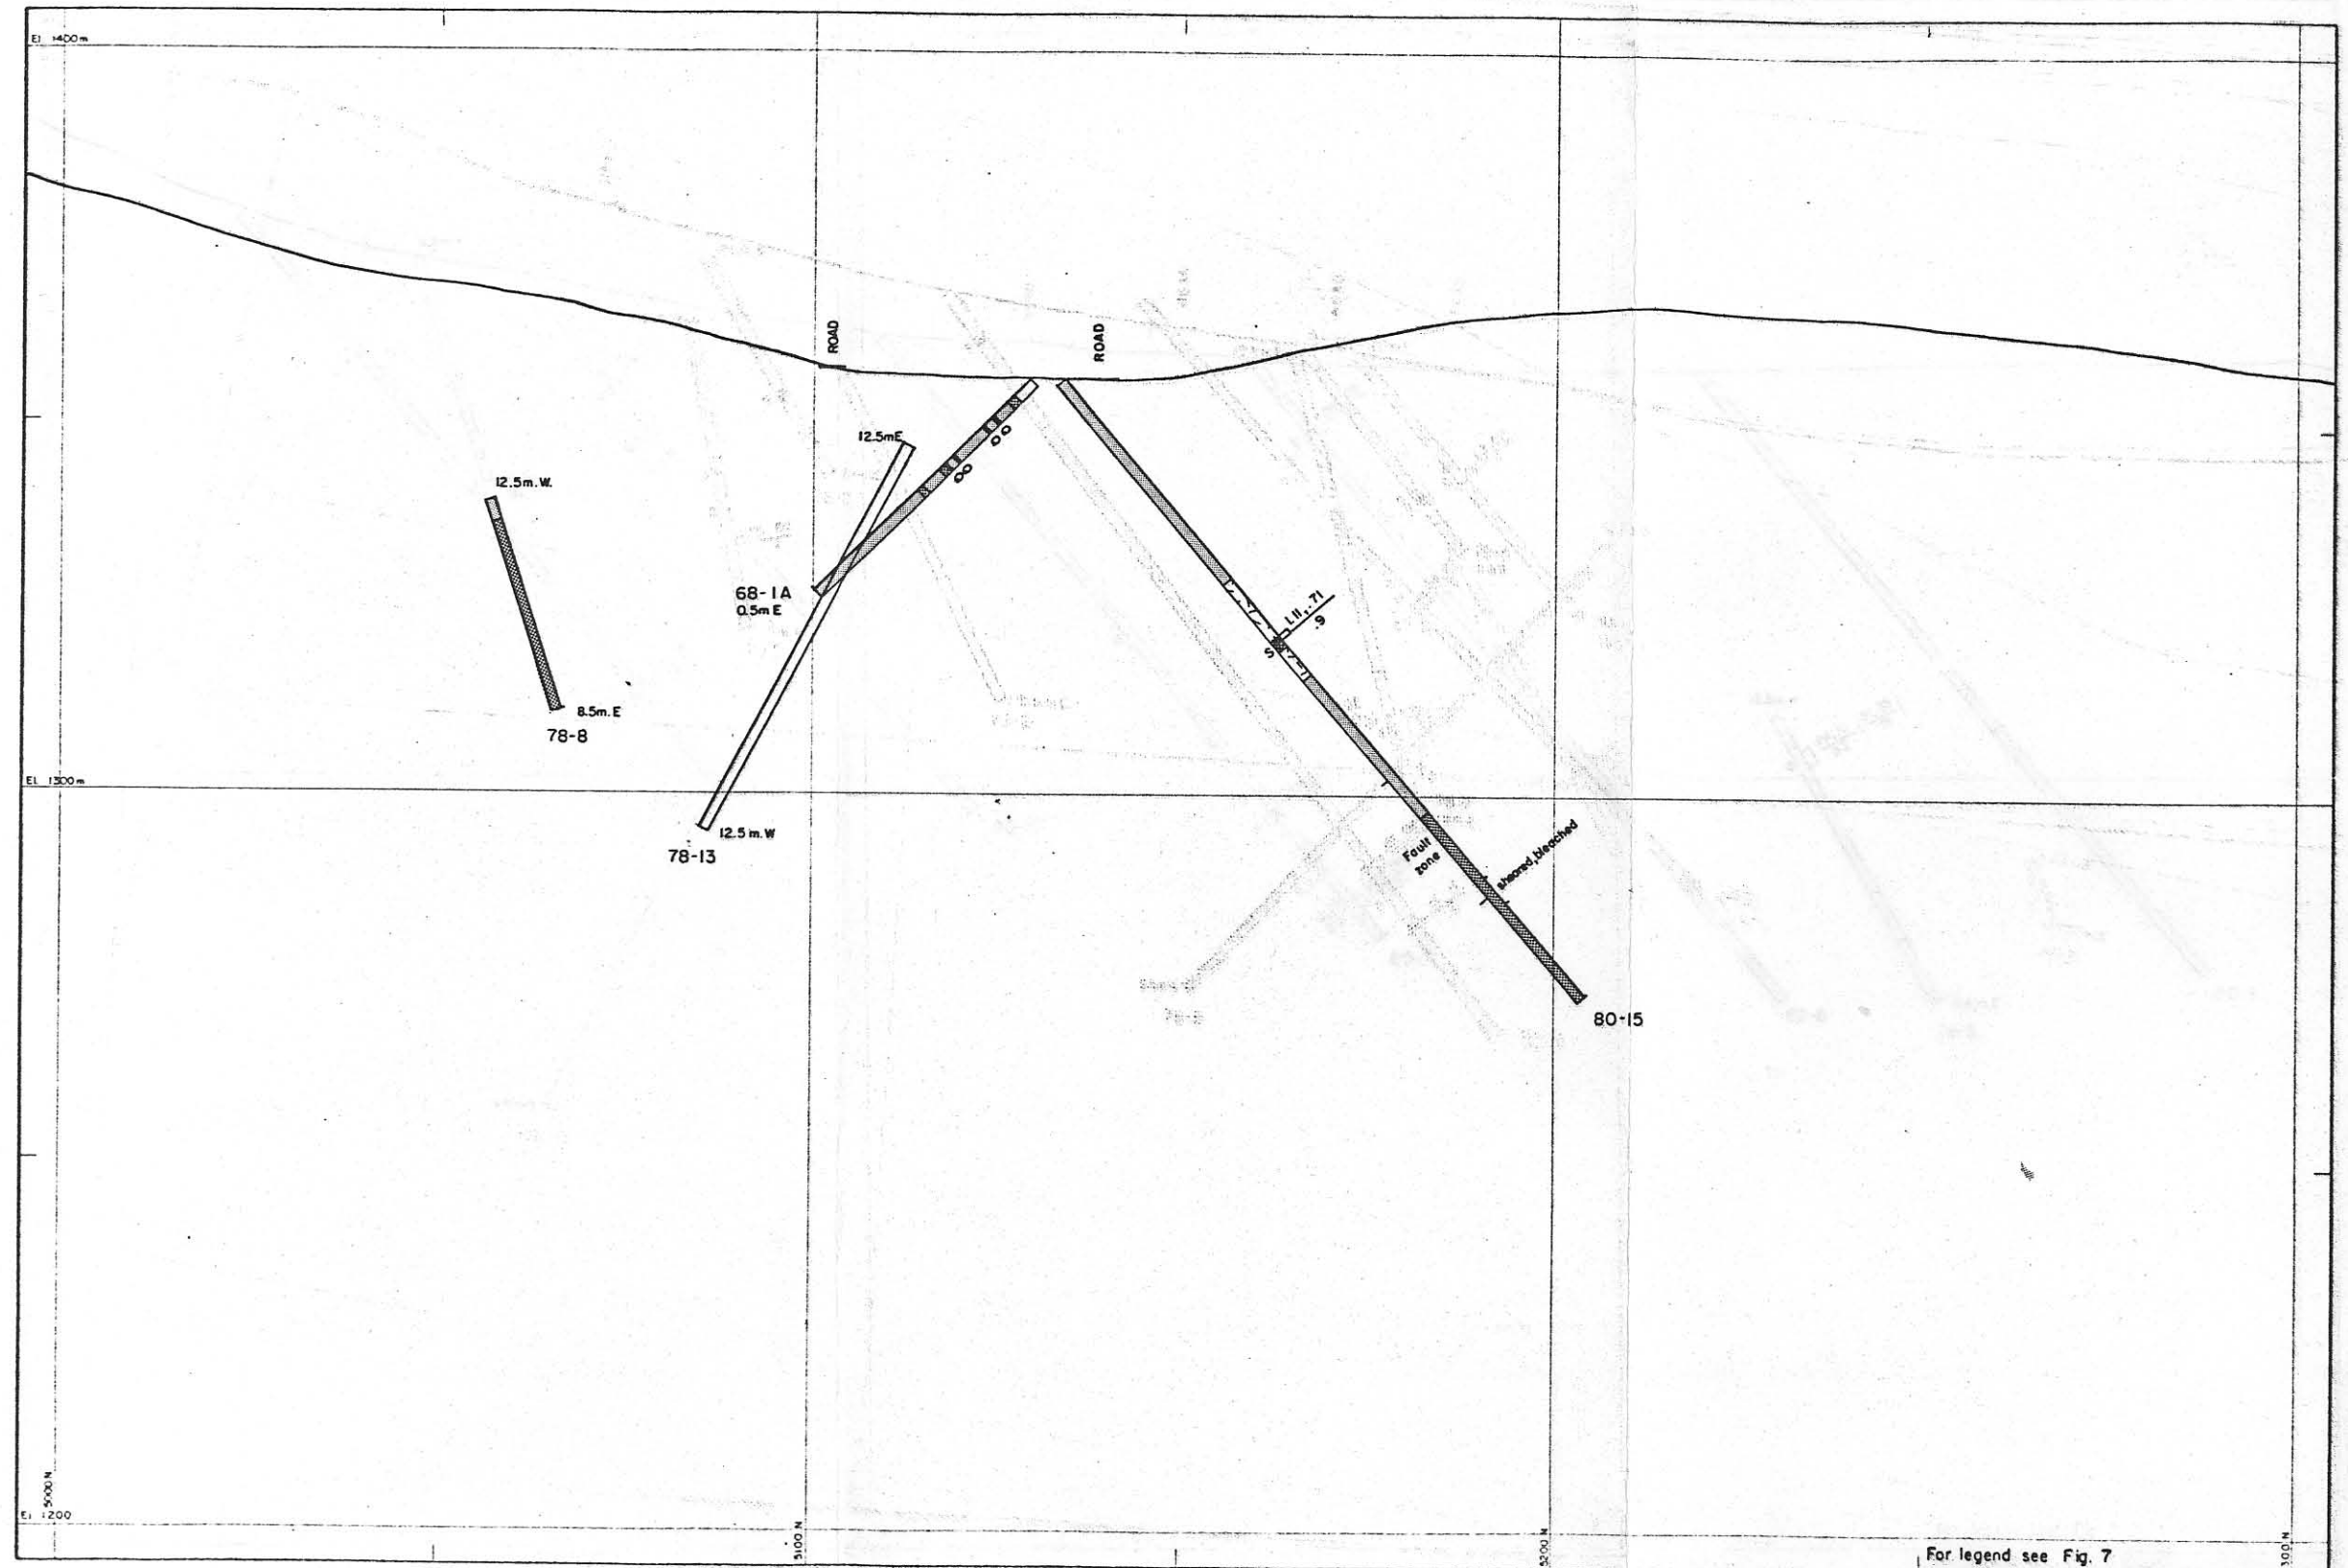 El 1400m
ROAD
ROAD
12.5mE
12.5m.W.
68-1A
0.5m E
L11, .71
.9
S
8.5m. E
78-8
El. 1300m
12.5 m. W
78-13
Fault
zone
sheared, bleached
80-15
5000 N
El 1200
5100 N
5200 N
For legend see Fig. 7